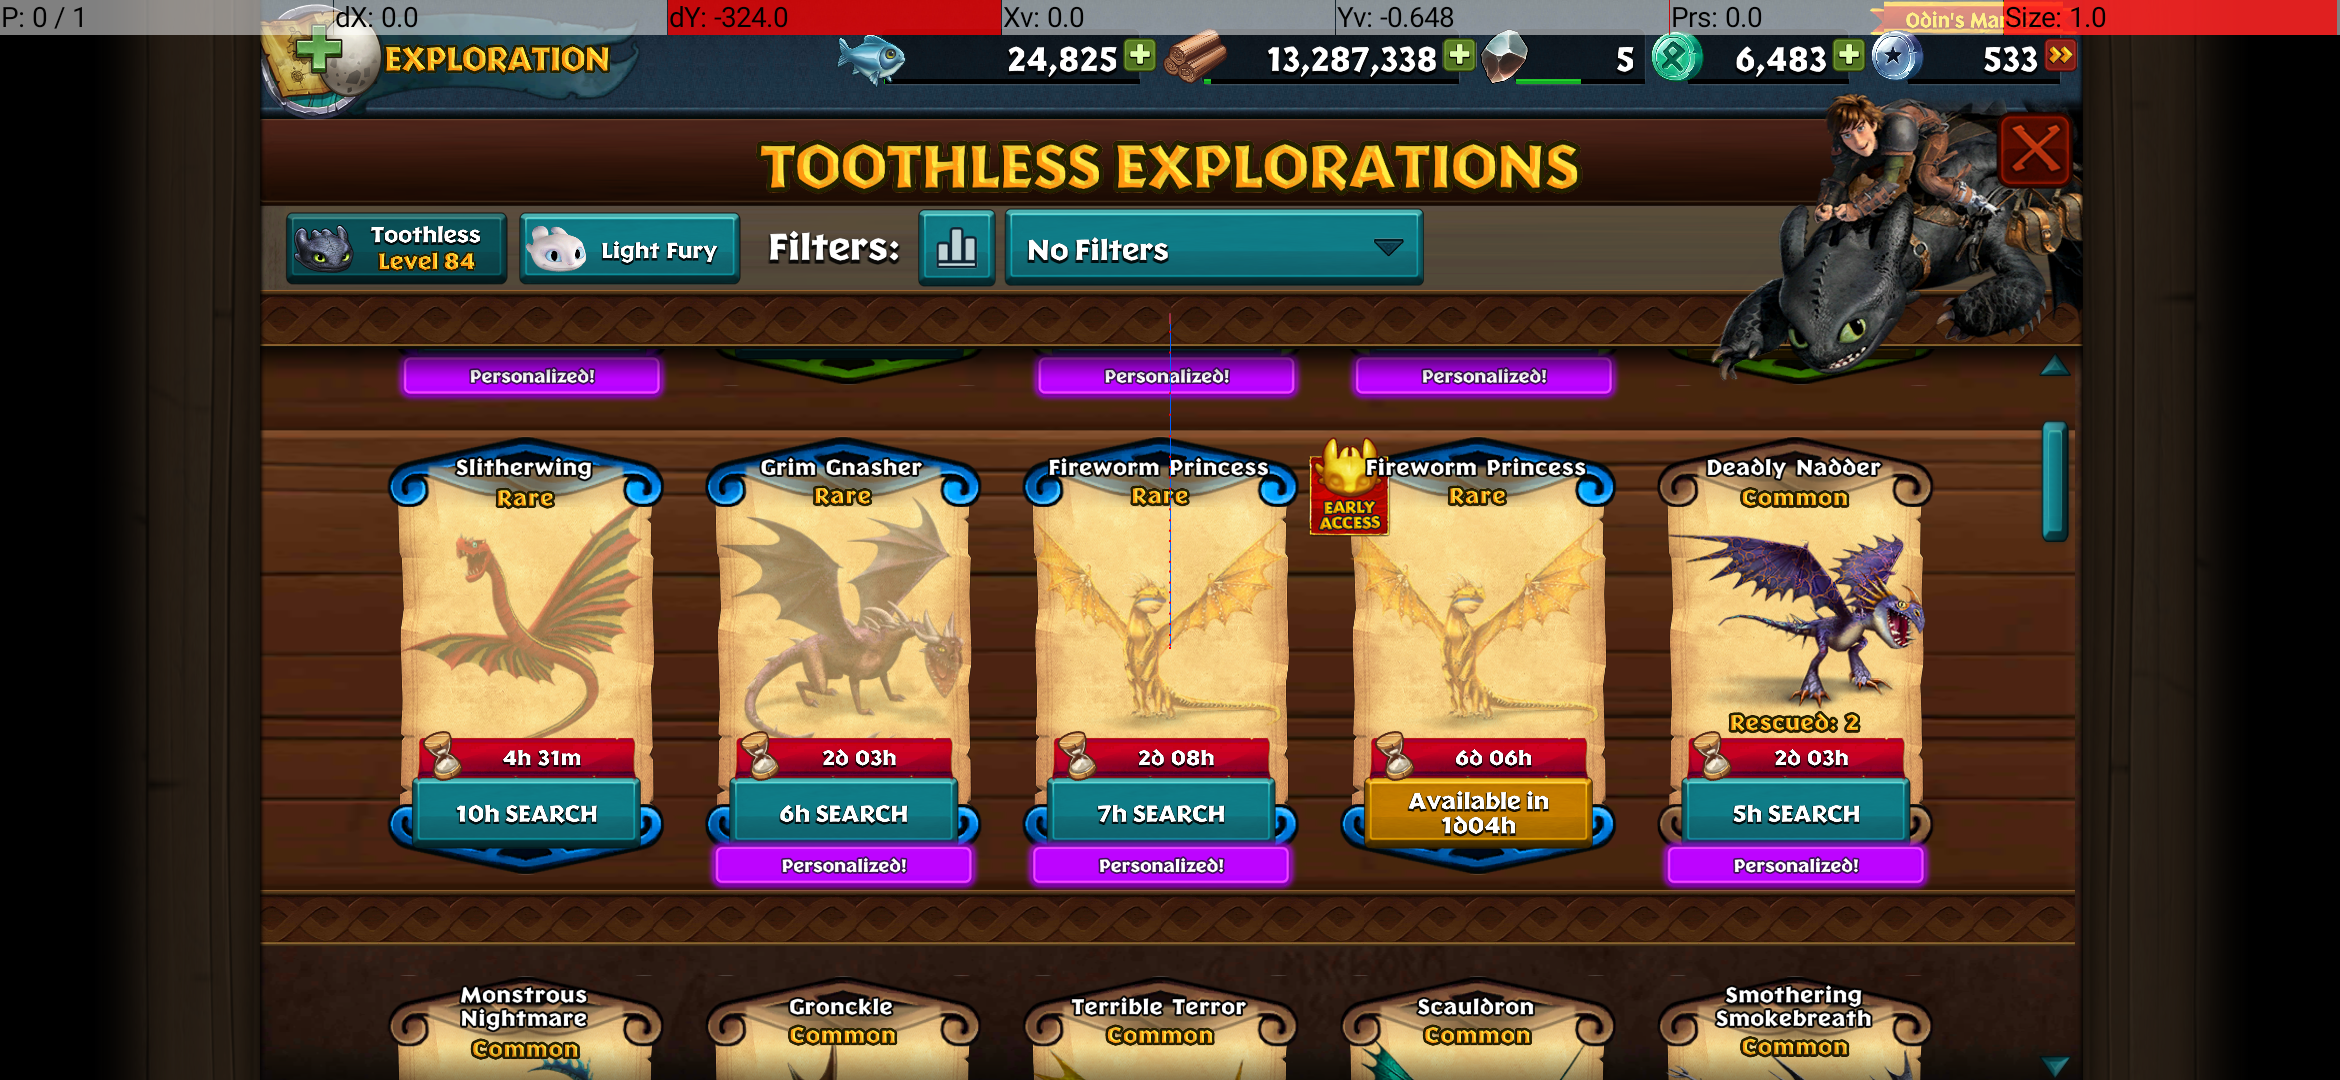 P: 0 / 1
dX: 0.0
dY: -324.0
Xv: 0.0
Yv: -0.648
Prs: 0.0
Size: 1.0
Odin's
EXPLORATION
24,825
13,287,338
5
6,483
533
TOOTHLESS EXPLORATIONS
Toothless
Level 84
Light Fury
Filters:
No Filters
Personalized!
Personalized!
Personalized!
Slitherwing
Rare
4h 31m
10h SEARCH
Grim Gnasher
Rare
2d 03h
6h SEARCH
Personalized!
Fireworm Princess
Rare
2d 08h
7h SEARCH
Personalized!
EARLY
ACCESS
Fireworm Princess
Rare
6d 06h
Available in
1d04h
Deadly Nadder
Common
Rescued: 2
2d 03h
5h SEARCH
Personalized!
Monstrous
Nightmare
Common
Gronckle
Common
Terrible Terror
Common
Scauldron
Common
Smothering
Smokebreath
Common